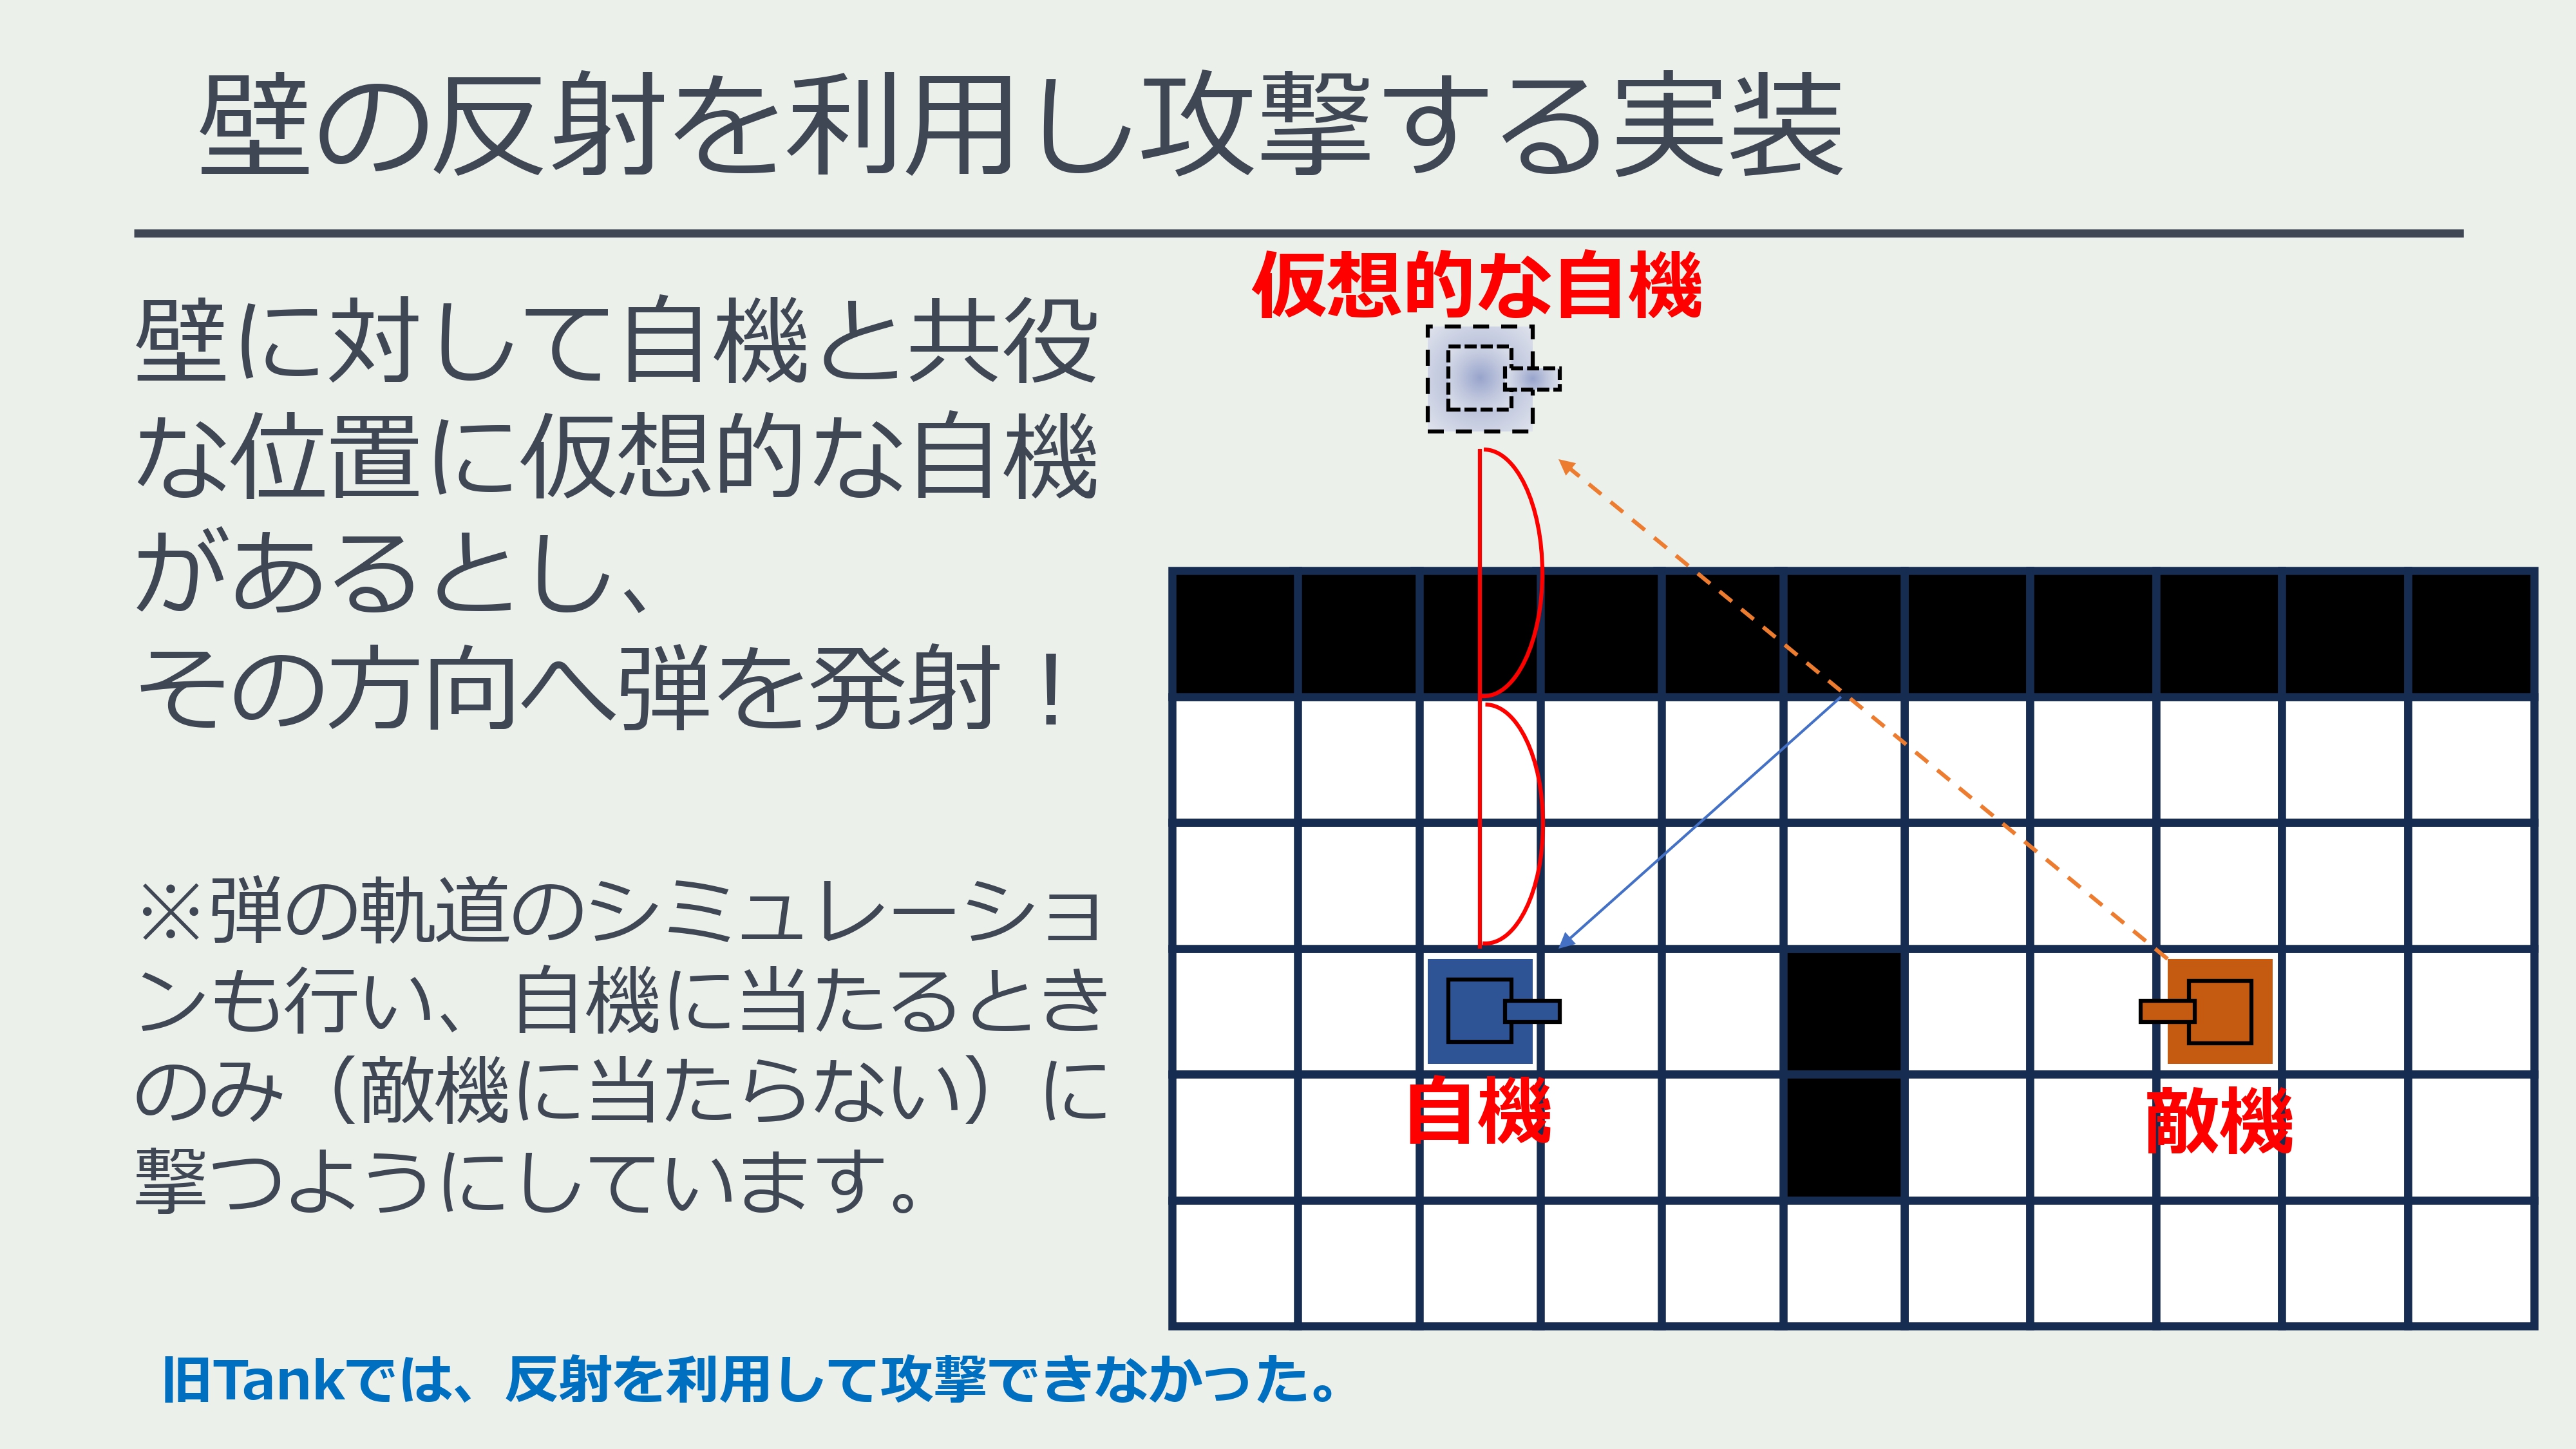 壁の反射を利用し攻撃する実装
仮想的な自機
壁に対して自機と共役
な位置に仮想的な自機
があるとし、
その方向へ弾を発射！
※弾の軌道のシミュレーショ
ンも行い、自機に当たるとき
のみ（敵機に当たらない）に
撃つようにしています。
自機
敵機
旧Tankでは、反射を利用して攻撃できなかった。